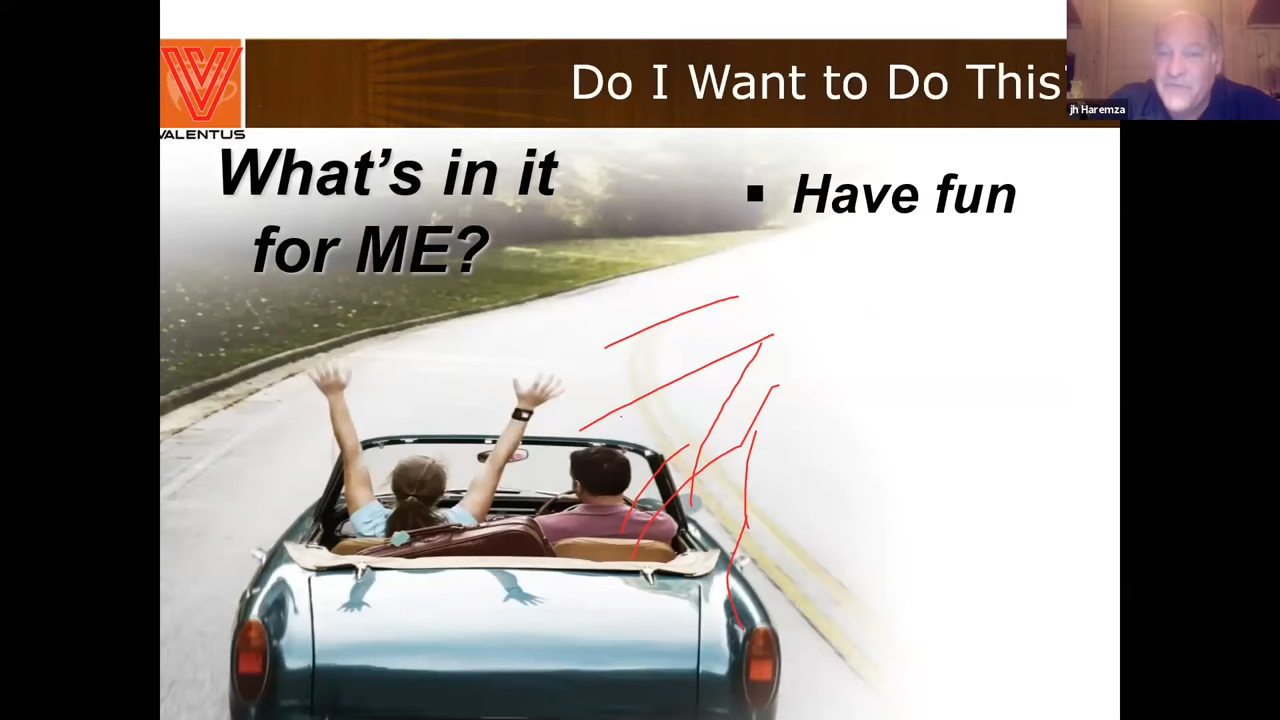 Do I Want to Do This
jh Haremza
VALENTUS
What's in it
for ME?
▪ Have fun